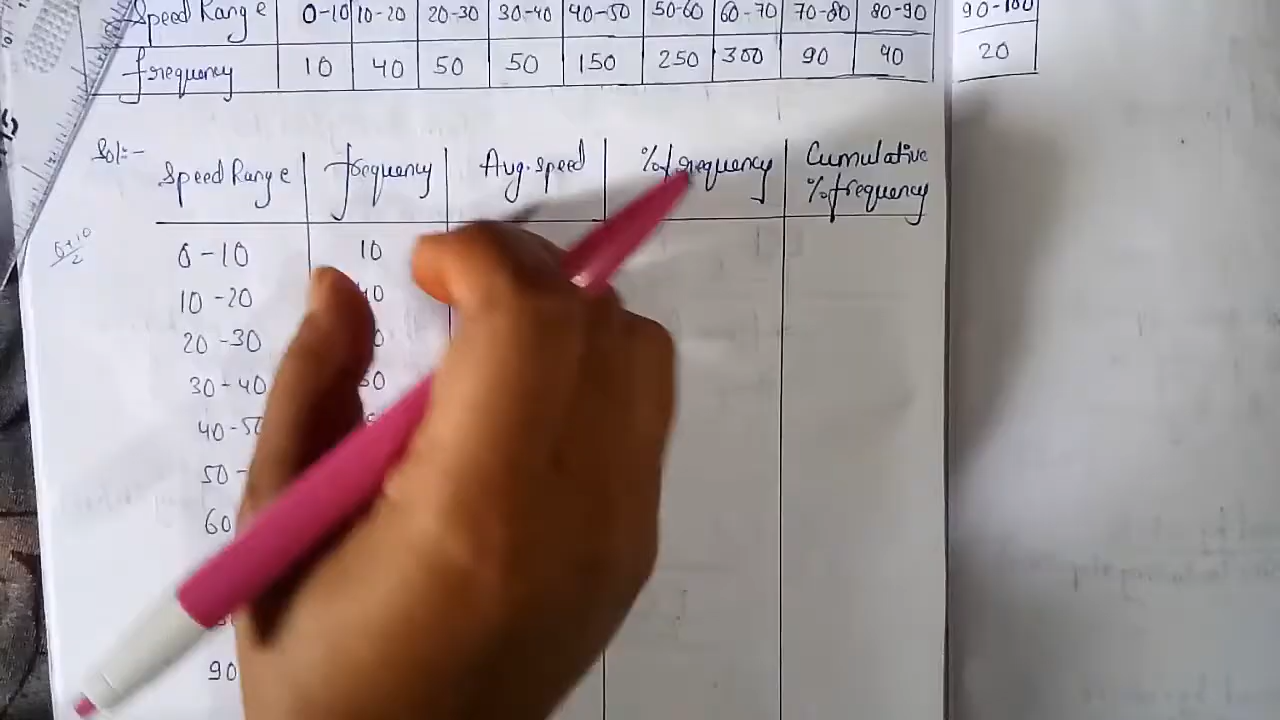 Speed Range 0-10 10-20 20-30 30-40 40-50 50-60 60-70 70-80 80-90 90-100
frequency 10 40 50 50 150 250 300 90 40 20
Sol:-
Speed Range frequency Avg. speed % frequency Cumulative % frequency
0+10/2
0-10 10
10-20 40
20-30 0
30-40 50
40-50
50-
60
90